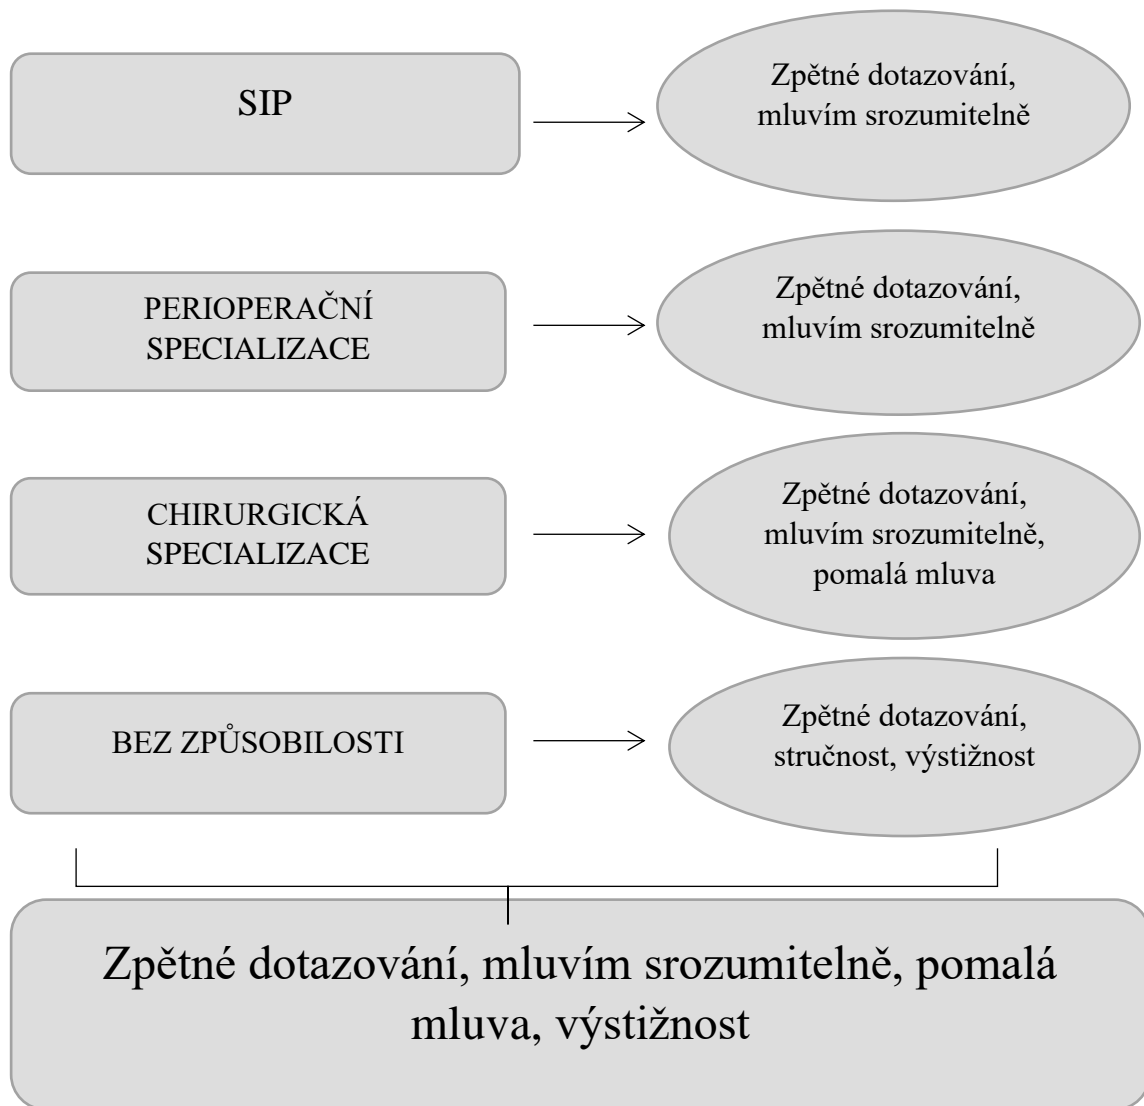 SIP
Zpětné dotazování,
mluvím srozumitelně
PERIOPERAČNÍ
SPECIALIZACE
Zpětné dotazování,
mluvím srozumitelně
CHIRURGICKÁ
SPECIALIZACE
Zpětné dotazování,
mluvím srozumitelně,
pomalá mluva
BEZ ZPŮSOBILOSTI
Zpětné dotazování,
stručnost, výstižnost
Zpětné dotazování, mluvím srozumitelně, pomalá
mluva, výstižnost